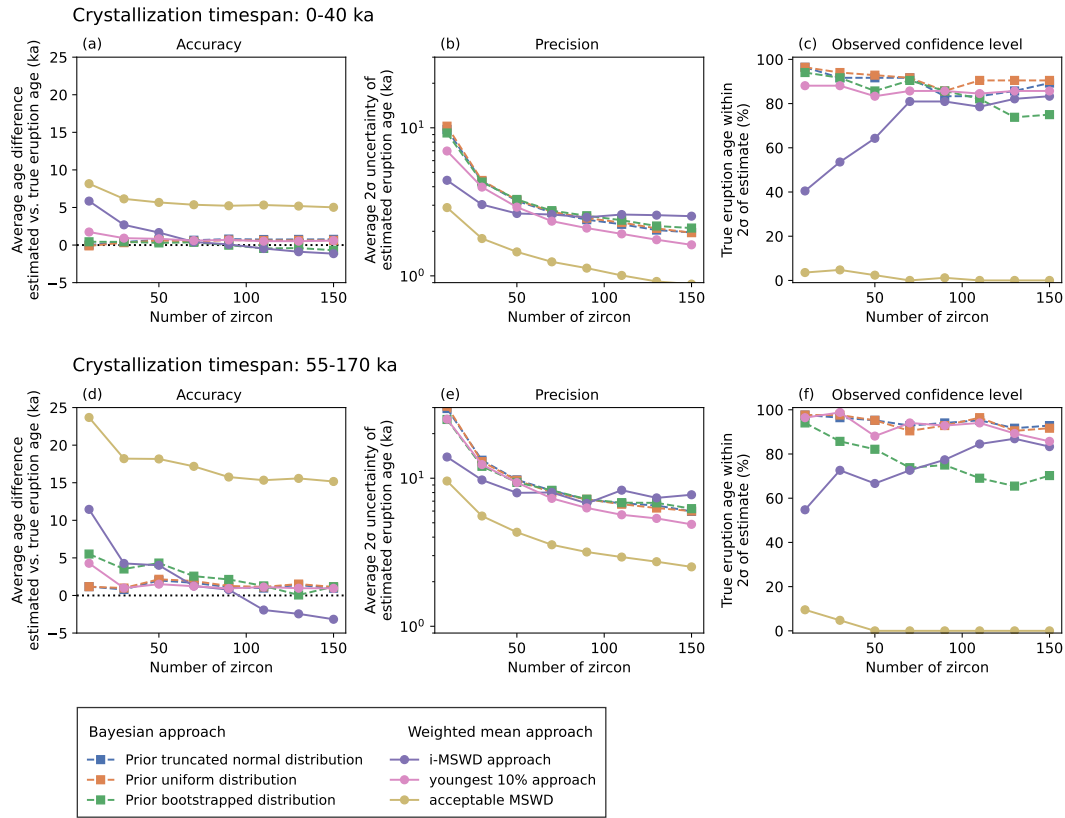 Crystallization timespan: 0-40 ka
(a) Accuracy
Average age difference
estimated vs. true eruption age (ka)
25
20
15
10
5
0
−5
50 100 150
Number of zircon
(b) Precision
Average 2σ uncertainty of
estimated eruption age (ka)
10¹
10⁰
50 100 150
Number of zircon
(c) Observed confidence level
True eruption age within
2σ of estimate (%)
100
80
60
40
20
0
50 100 150
Number of zircon
Crystallization timespan: 55-170 ka
(d) Accuracy
Average age difference
estimated vs. true eruption age (ka)
25
20
15
10
5
0
−5
50 100 150
Number of zircon
(e) Precision
Average 2σ uncertainty of
estimated eruption age (ka)
10¹
10⁰
50 100 150
Number of zircon
(f) Observed confidence level
True eruption age within
2σ of estimate (%)
100
80
60
40
20
0
50 100 150
Number of zircon
Bayesian approach
Prior truncated normal distribution
Prior uniform distribution
Prior bootstrapped distribution
Weighted mean approach
i-MSWD approach
youngest 10% approach
acceptable MSWD